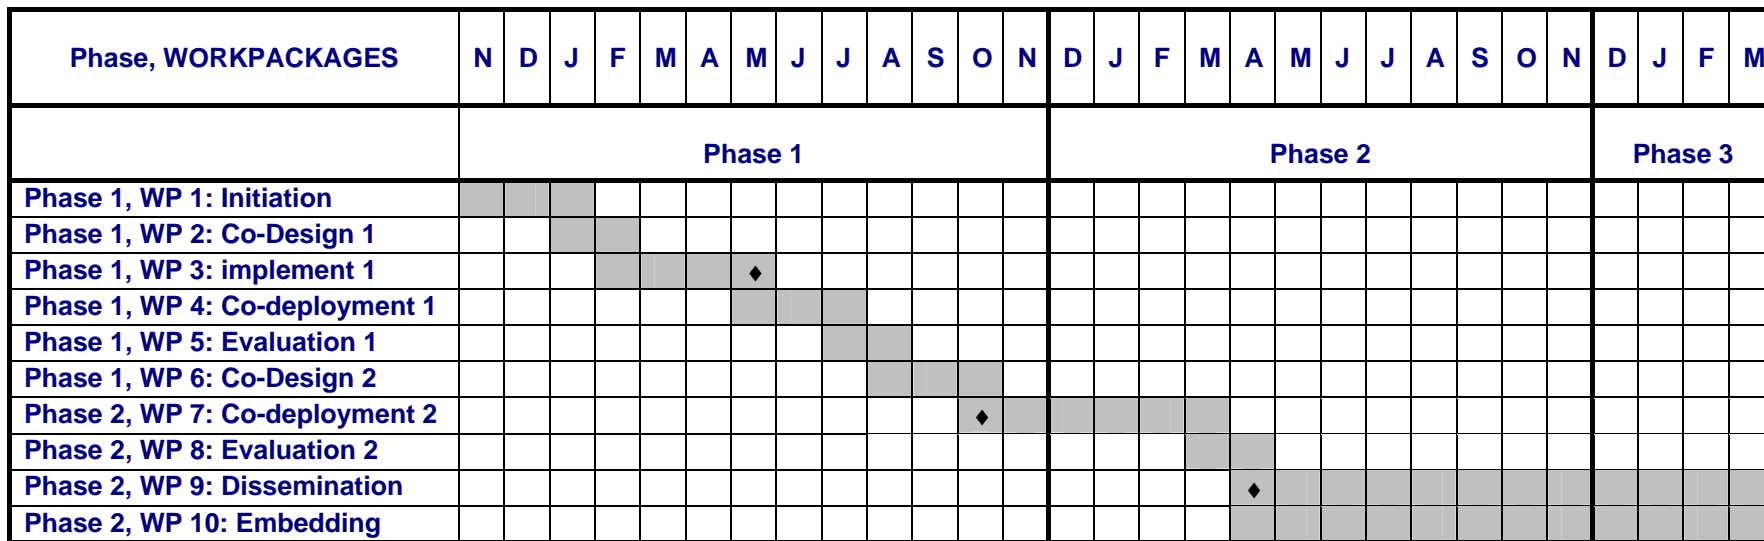 Phase, WORKPACKAGES N D J F M A M J J A S O N D J F M A M J J A S O N D J F M
Phase 1 Phase 2 Phase 3
Phase 1, WP 1: Initiation
Phase 1, WP 2: Co-Design 1
Phase 1, WP 3: implement 1 ♦
Phase 1, WP 4: Co-deployment 1
Phase 1, WP 5: Evaluation 1
Phase 1, WP 6: Co-Design 2
Phase 2, WP 7: Co-deployment 2 ♦
Phase 2, WP 8: Evaluation 2
Phase 2, WP 9: Dissemination ♦
Phase 2, WP 10: Embedding